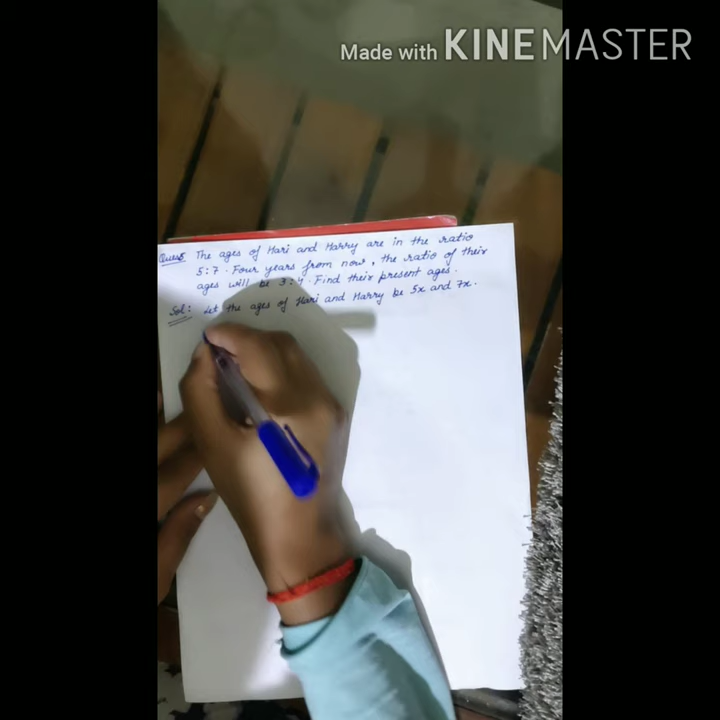 Made with KINEMASTER
Ques5. The ages of Hari and Harry are in the ratio
5:7. Four years from now, the ratio of their
ages will be 3:4. Find their present ages.
Sol: Let the ages of Hari and Harry be 5x and 7x.